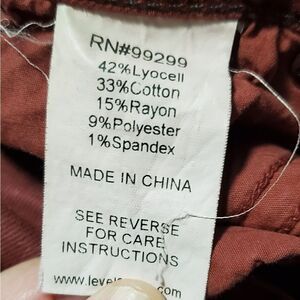 RN#99299
42%Lyocell
33%Cotton
15%Rayon
9%Polyester
1%Spandex
MADE IN CHINA
SEE REVERSE
FOR CARE
INSTRUCTIONS